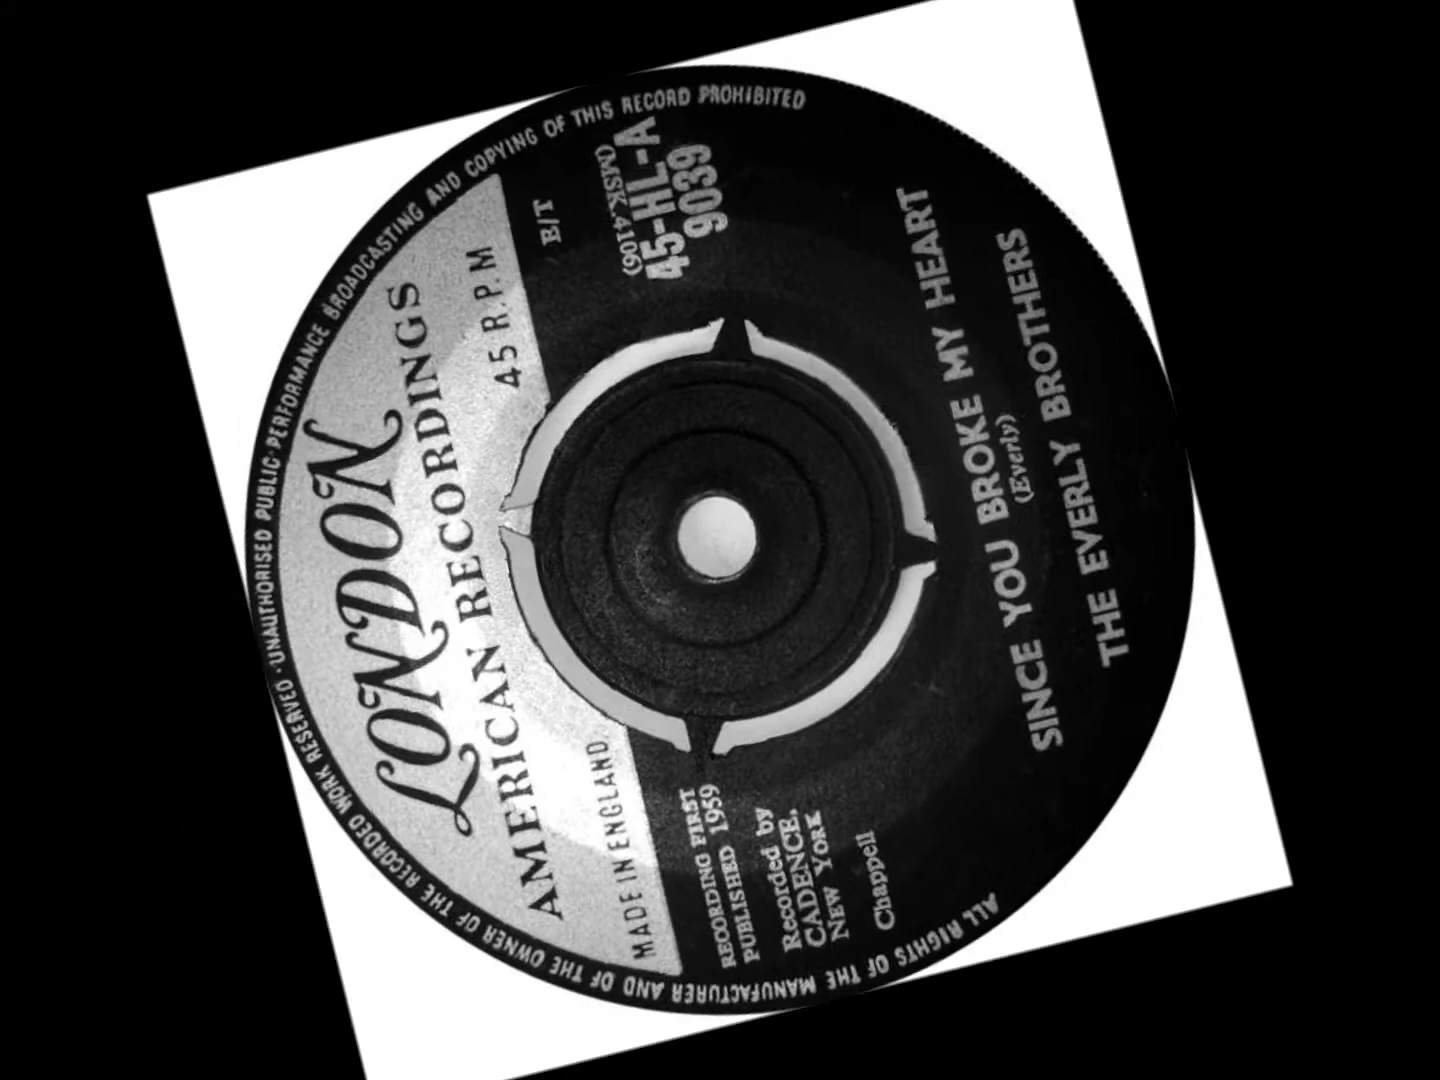 ALL RIGHTS OF THE MANUFACTURER AND OF THE OWNER OF THE RECORDED WORK RESERVED · UNAUTHORISED PUBLIC PERFORMANCE BROADCASTING AND COPYING OF THIS RECORD PROHIBITED
LONDON
AMERICAN RECORDINGS
MADE IN ENGLAND
45 R.P.M
E/T
RECORDING FIRST
PUBLISHED 1959
(MSK.4106)
45-HL-A
9039
Recorded by
CADENCE,
NEW YORK
Chappell
SINCE YOU BROKE MY HEART
(Everly)
THE EVERLY BROTHERS